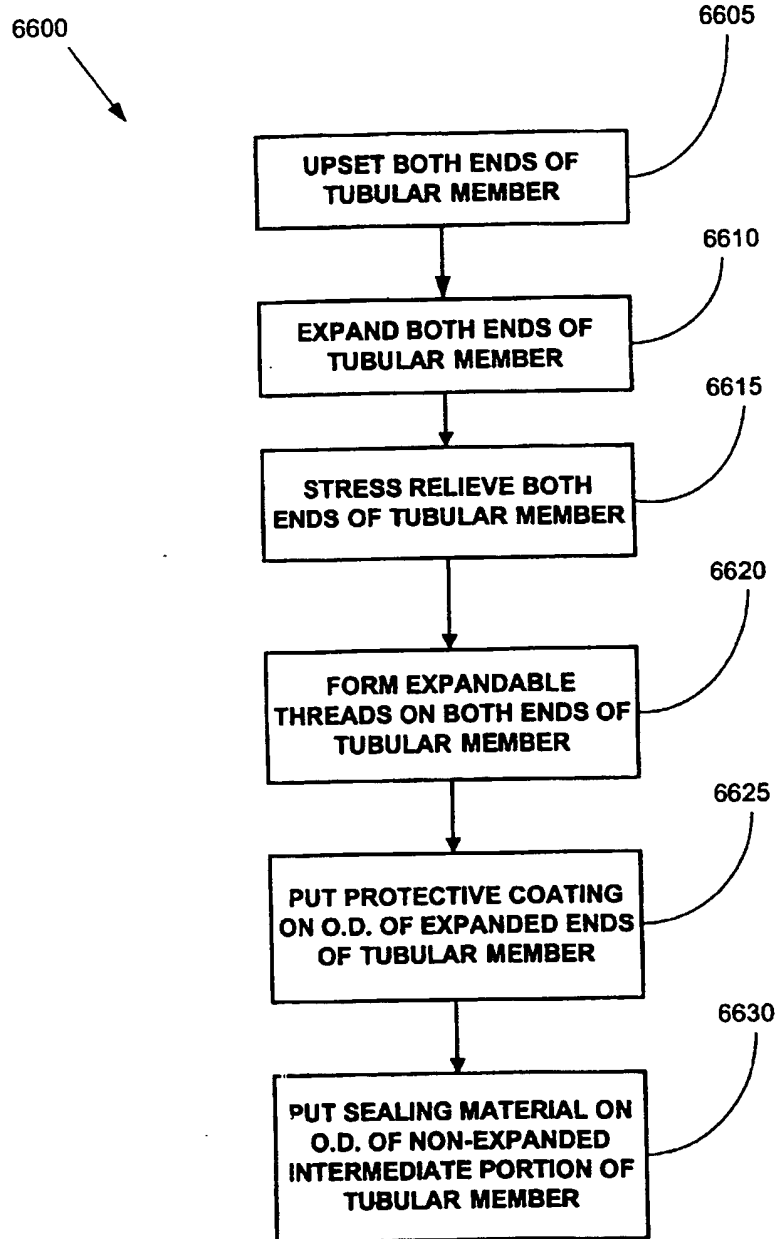 6600
6605
UPSET BOTH ENDS OF
TUBULAR MEMBER
6610
EXPAND BOTH ENDS OF
TUBULAR MEMBER
6615
STRESS RELIEVE BOTH
ENDS OF TUBULAR MEMBER
6620
FORM EXPANDABLE
THREADS ON BOTH ENDS OF
TUBULAR MEMBER
6625
PUT PROTECTIVE COATING
ON O.D. OF EXPANDED ENDS
OF TUBULAR MEMBER
6630
PUT SEALING MATERIAL ON
O.D. OF NON-EXPANDED
INTERMEDIATE PORTION OF
TUBULAR MEMBER